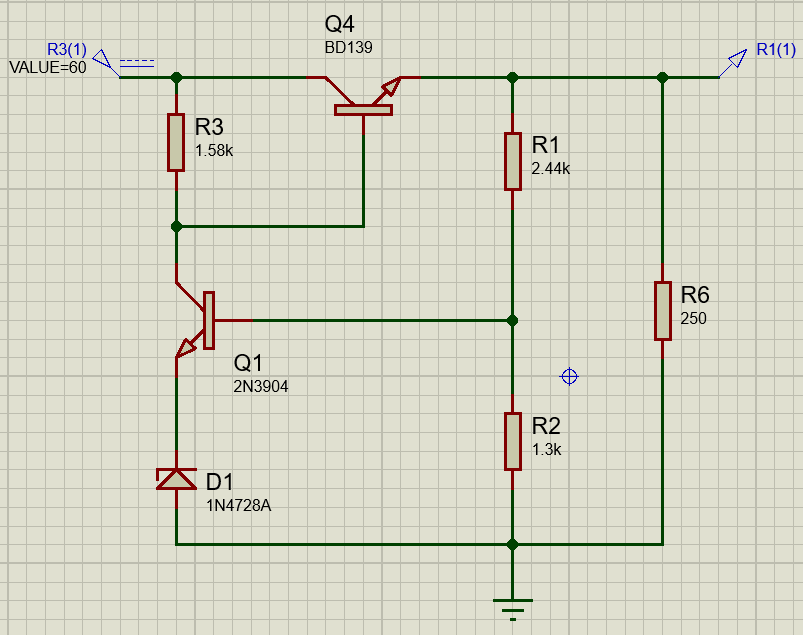 Q4
BD139
R3(1)
VALUE=60
R1(1)
R3
1.58k
R1
2.44k
R6
250
Q1
2N3904
R2
1.3k
D1
1N4728A